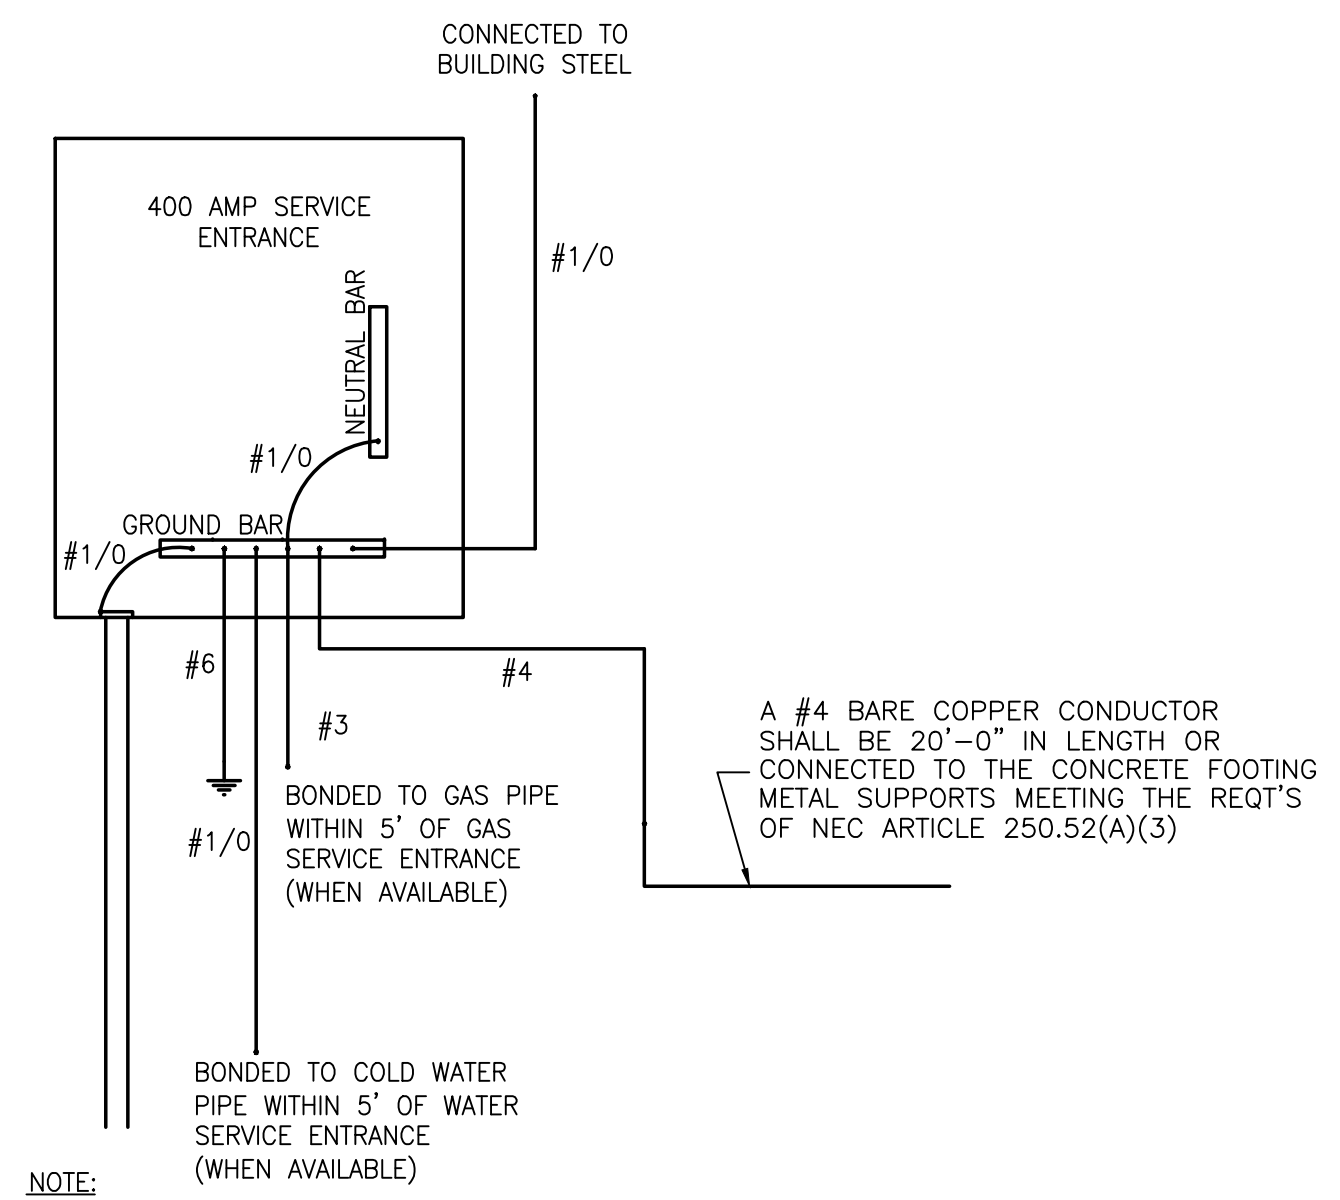 CONNECTED TO
BUILDING STEEL
400 AMP SERVICE
ENTRANCE
#1/0
NEUTRAL BAR
#1/0
GROUND BAR
#1/0
#6
#4
#3
A #4 BARE COPPER CONDUCTOR
SHALL BE 20'-0" IN LENGTH OR
CONNECTED TO THE CONCRETE FOOTING
METAL SUPPORTS MEETING THE REQT'S
OF NEC ARTICLE 250.52(A)(3)
BONDED TO GAS PIPE
WITHIN 5' OF GAS
SERVICE ENTRANCE
(WHEN AVAILABLE)
#1/0
BONDED TO COLD WATER
PIPE WITHIN 5' OF WATER
SERVICE ENTRANCE
(WHEN AVAILABLE)
NOTE: